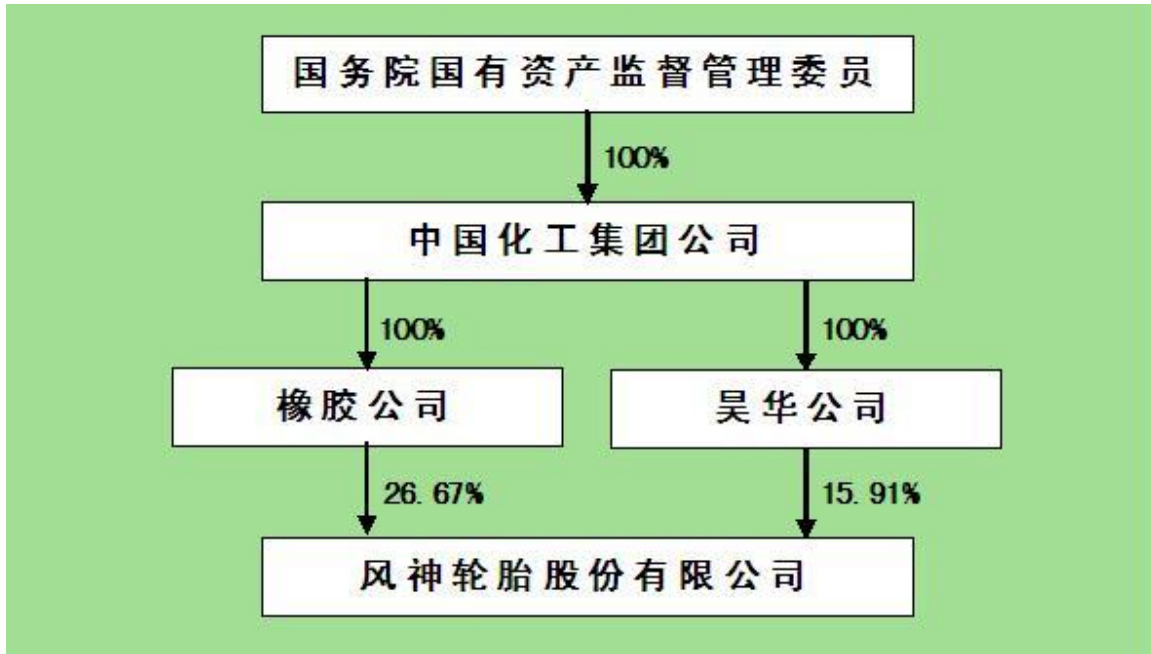 国务院国有资产监督管理委员
100%
中国化工集团公司
100% 100%
橡胶公司 昊华公司
26.67% 15.91%
风神轮胎股份有限公司